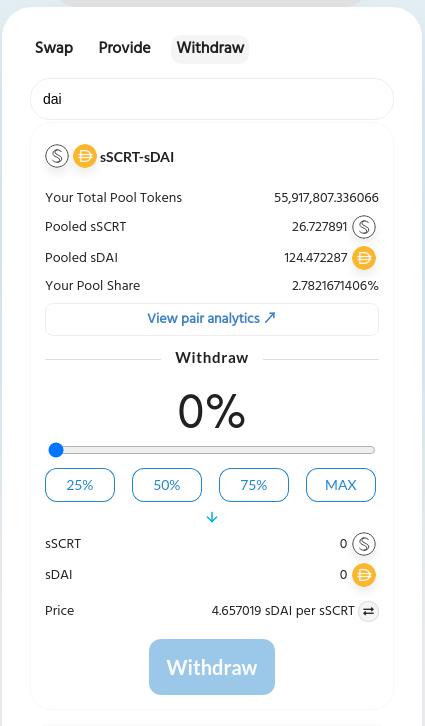 Swap Provide Withdraw
dai
sSCRT-sDAI
Your Total Pool Tokens 55,917,807.336066
Pooled sSCRT 26.727891
Pooled sDAI 124.472287
Your Pool Share 2.7821671406%
View pair analytics ↗
Withdraw
0%
25% 50% 75% MAX
↓
sSCRT 0
sDAI 0
Price 4.657019 sDAI per sSCRT ⇄
Withdraw